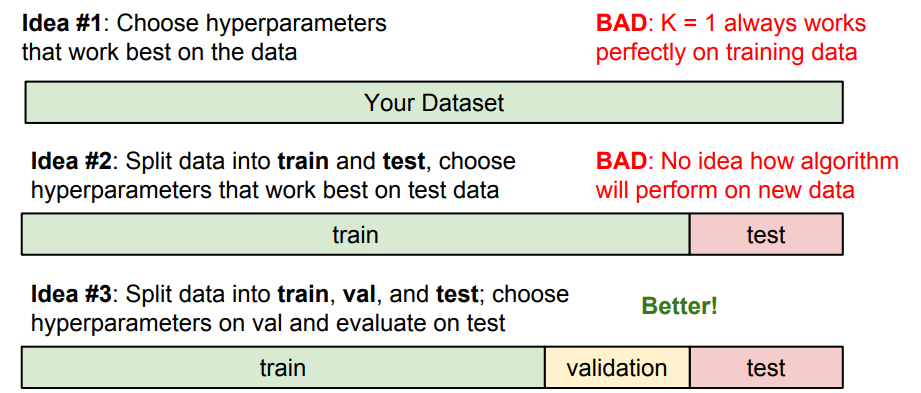 Idea #1: Choose hyperparameters
that work best on the data
BAD: K = 1 always works
perfectly on training data
Your Dataset
Idea #2: Split data into train and test, choose
hyperparameters that work best on test data
BAD: No idea how algorithm
will perform on new data
train
test
Idea #3: Split data into train, val, and test; choose
hyperparameters on val and evaluate on test
Better!
train
validation
test